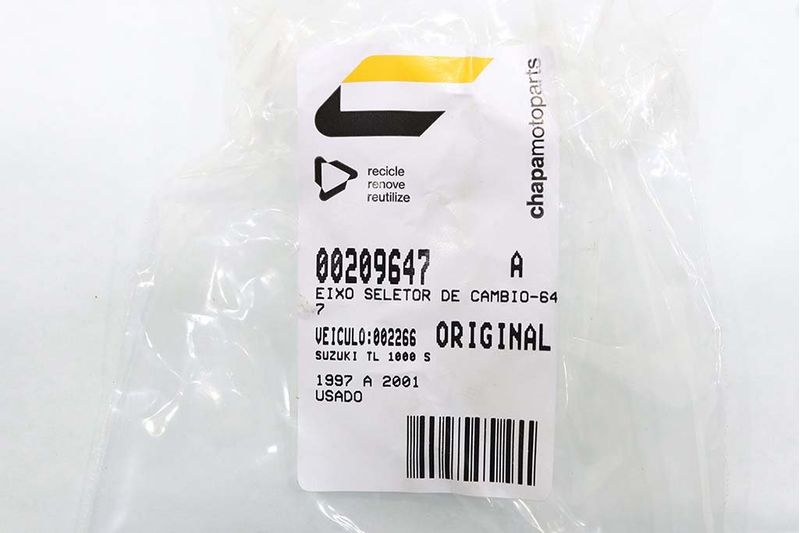 chapamotoparts
recicle
renove
reutilize
00209647 A
EIXO SELETOR DE CAMBIO-64
7
VEICULO:002266 ORIGINAL
SUZUKI TL 1000 S
1997 A 2001
USADO